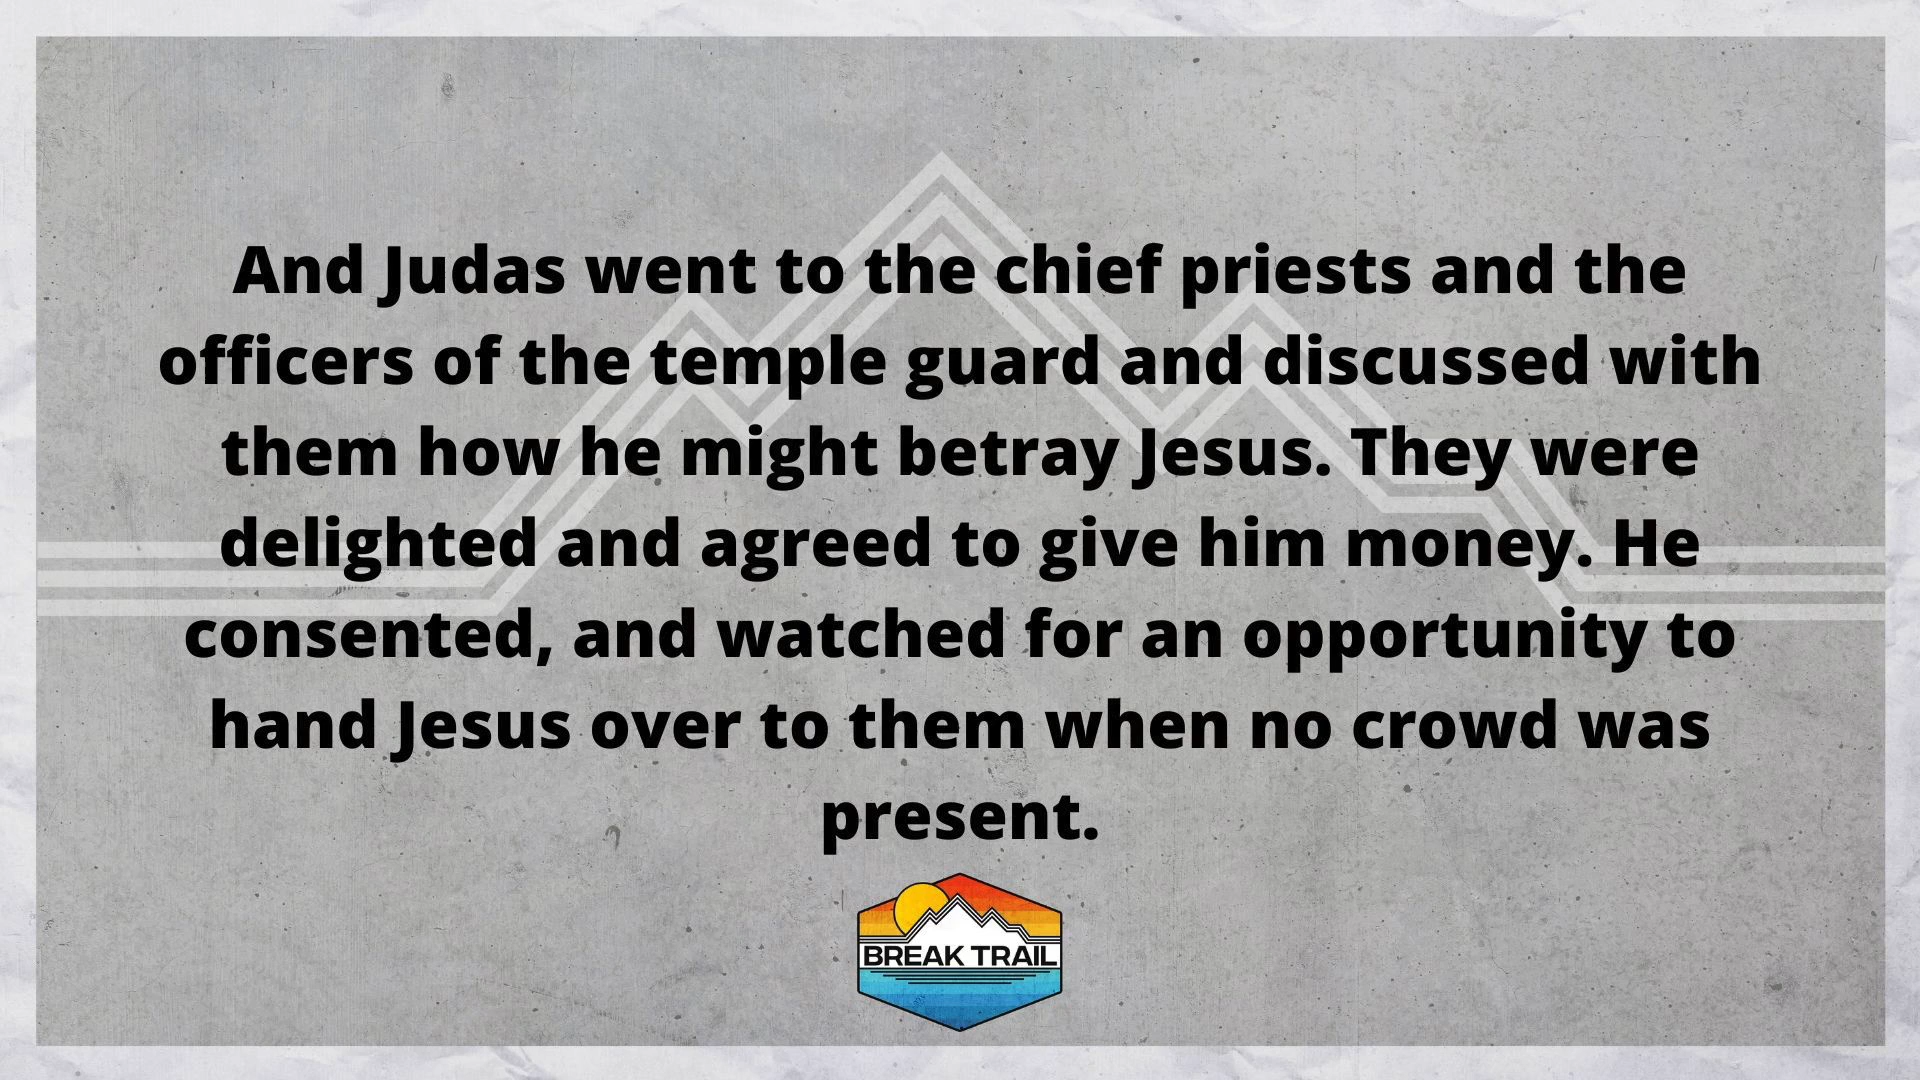 And Judas went to the chief priests and the
officers of the temple guard and discussed with
them how he might betray Jesus. They were
delighted and agreed to give him money. He
consented, and watched for an opportunity to
hand Jesus over to them when no crowd was
present.
BREAK TRAIL